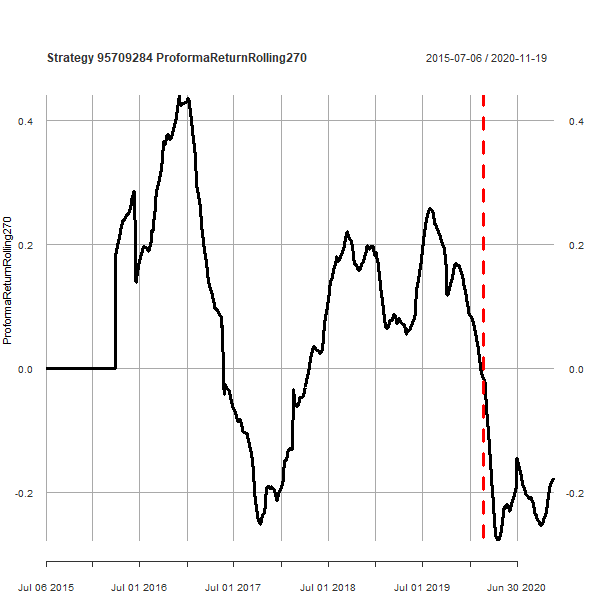 Strategy 95709284 ProformaReturnRolling270
2015-07-06 / 2020-11-19
ProformaReturnRolling270
0.4
0.4
0.2
0.2
0.0
0.0
-0.2
-0.2
Jul 06 2015
Jul 01 2016
Jul 01 2017
Jul 01 2018
Jul 01 2019
Jun 30 2020